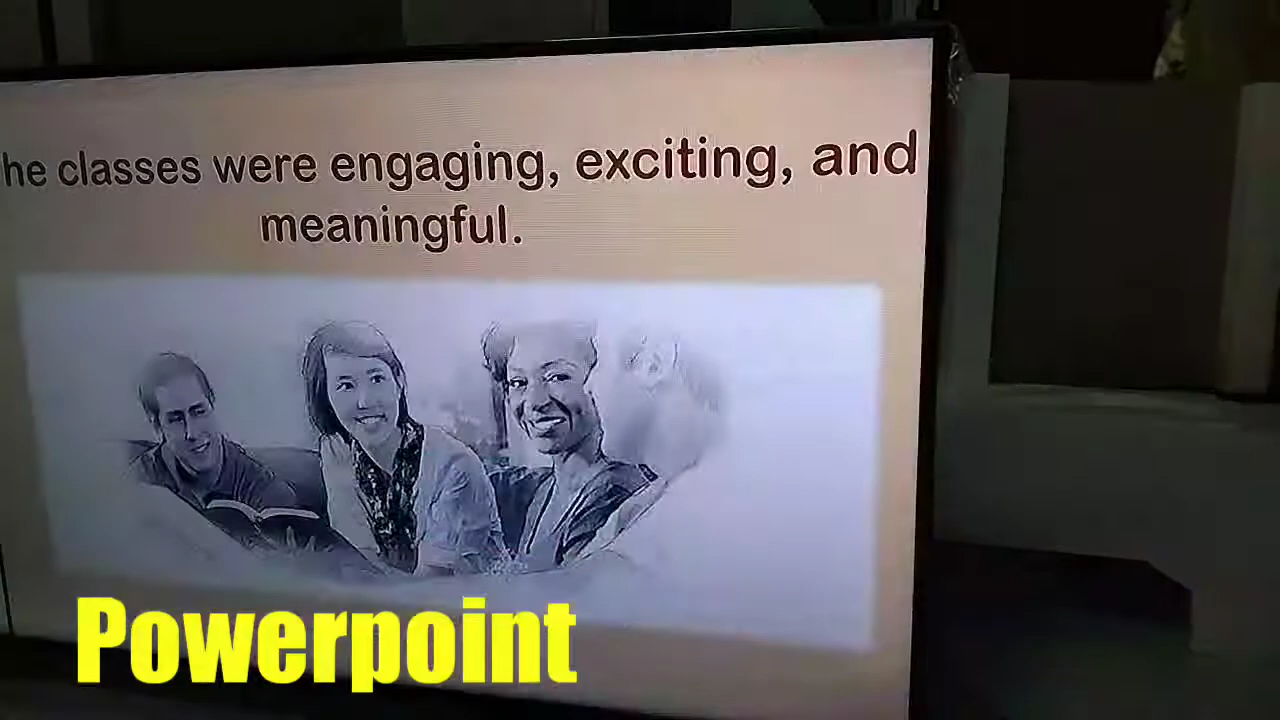 he classes were engaging, exciting, and
meaningful.
Powerpoint